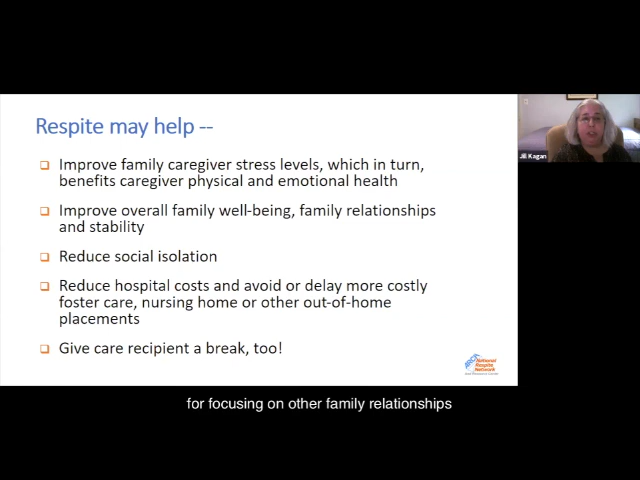 Respite may help --
Improve family caregiver stress levels, which in turn,
benefits caregiver physical and emotional health
Improve overall family well-being, family relationships
and stability
Reduce social isolation
Reduce hospital costs and avoid or delay more costly
foster care, nursing home or other out-of-home
placements
Give care recipient a break, too!
Jill Kagan
ARCH
National
Respite
Network
for focusing on other family relationships